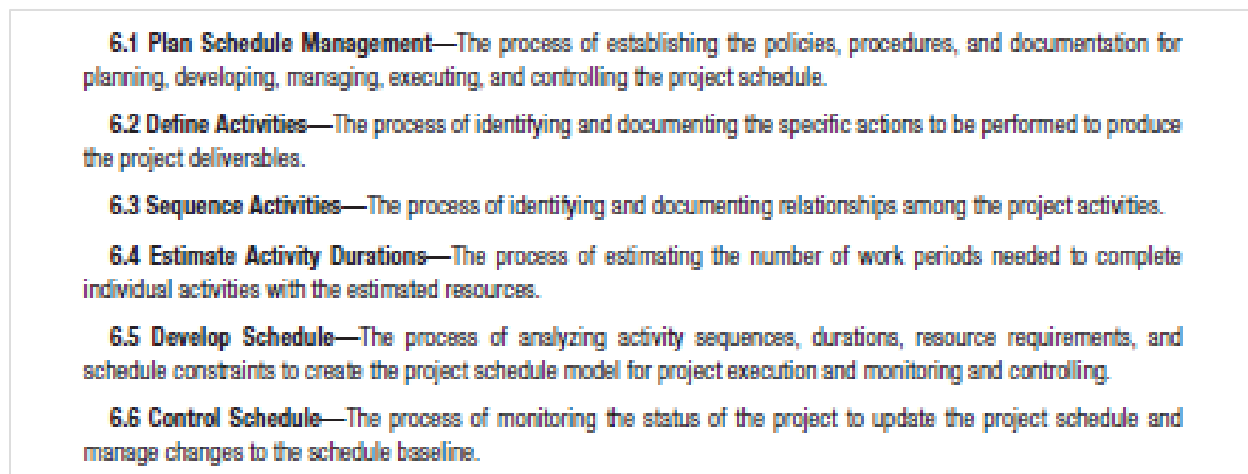 6.1 Plan Schedule Management—The process of establishing the policies, procedures, and documentation for
planning, developing, managing, executing, and controlling the project schedule.
6.2 Define Activities—The process of identifying and documenting the specific actions to be performed to produce
the project deliverables.
6.3 Sequence Activities—The process of identifying and documenting relationships among the project activities.
6.4 Estimate Activity Durations—The process of estimating the number of work periods needed to complete
individual activities with the estimated resources.
6.5 Develop Schedule—The process of analyzing activity sequences, durations, resource requirements, and
schedule constraints to create the project schedule model for project execution and monitoring and controlling.
6.6 Control Schedule—The process of monitoring the status of the project to update the project schedule and
manage changes to the schedule baseline.